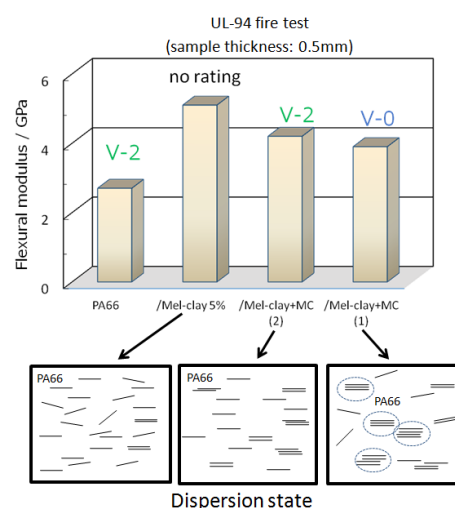 UL-94 fire test
(sample thickness: 0.5mm)
no rating
V-2
V-2
V-0
Flexural modulus / GPa
6
4
2
0
PA66
/Mel-clay 5%
/Mel-clay+MC
(2)
/Mel-clay+MC
(1)
PA66
PA66
PA66
Dispersion state